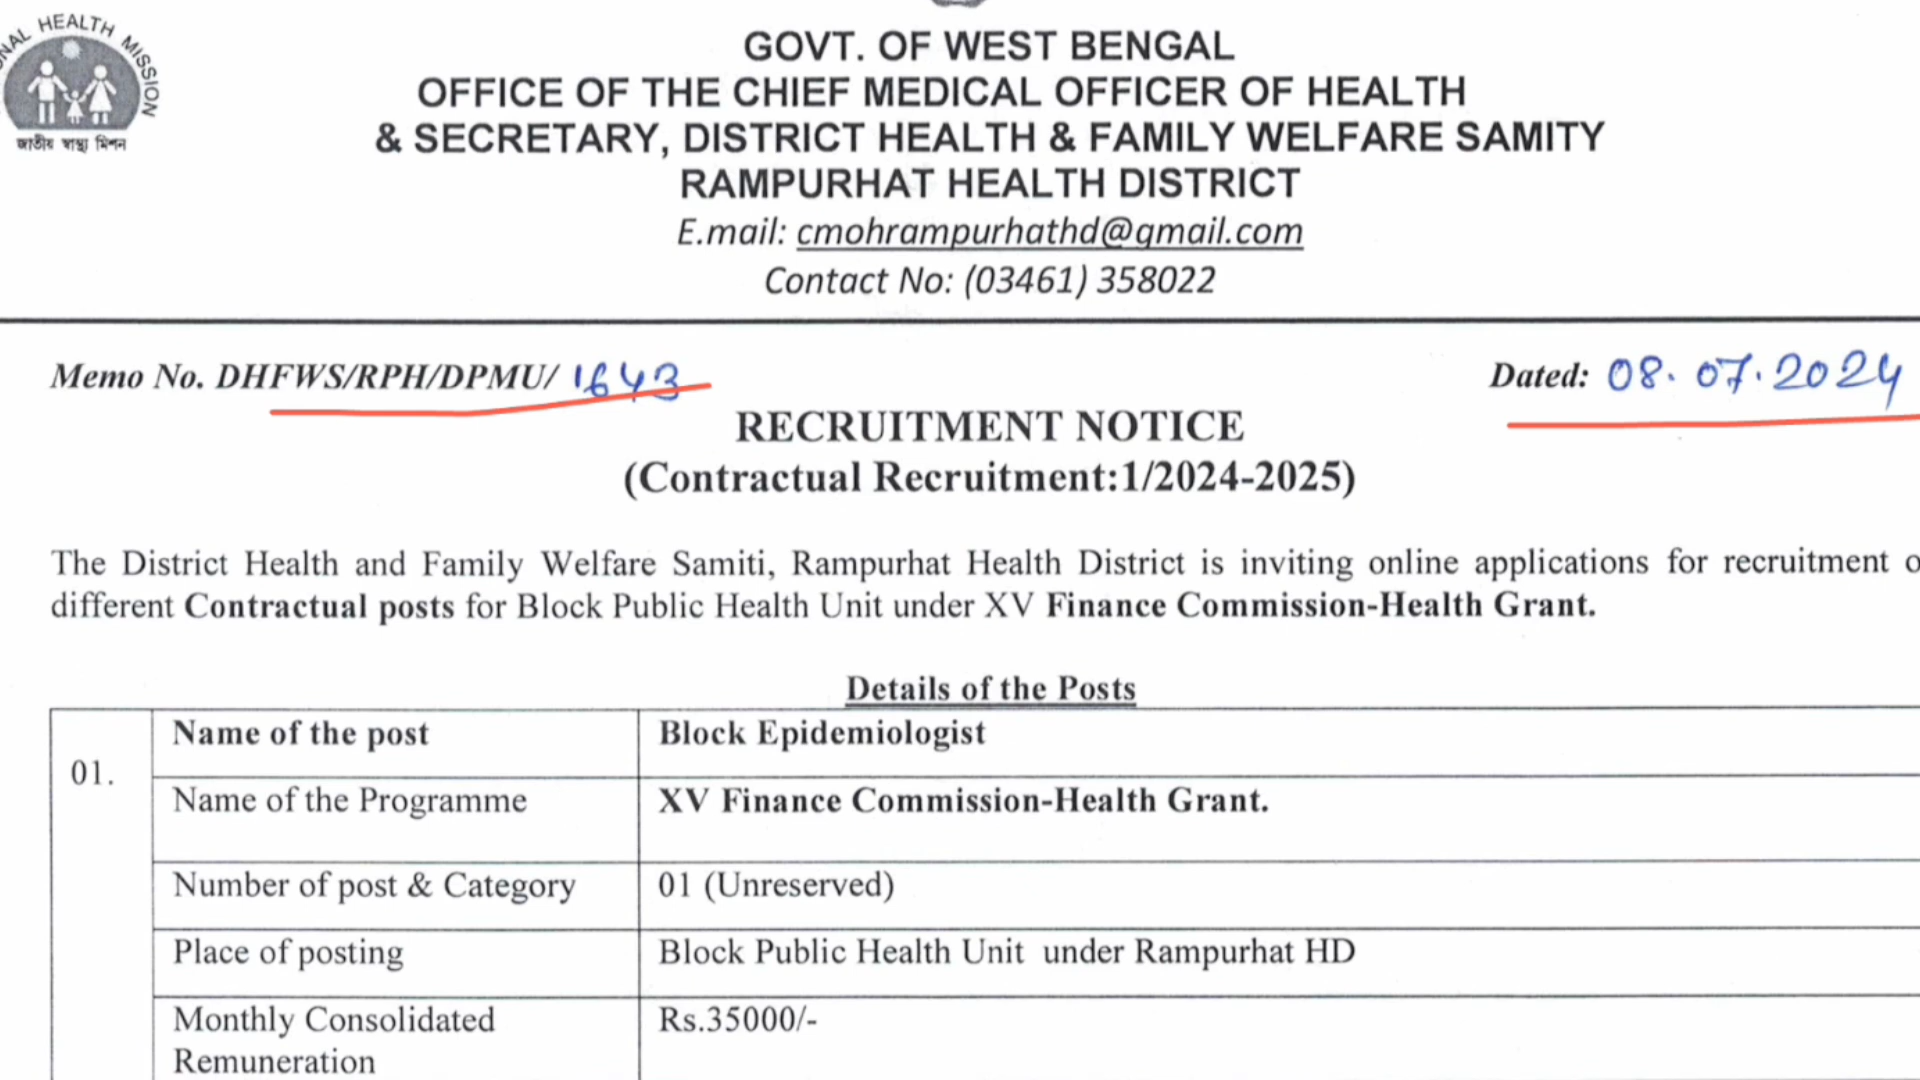 NAL HEALTH MISSION
জাতীয় স্বাস্থ্য মিশন
GOVT. OF WEST BENGAL
OFFICE OF THE CHIEF MEDICAL OFFICER OF HEALTH
& SECRETARY, DISTRICT HEALTH & FAMILY WELFARE SAMITY
RAMPURHAT HEALTH DISTRICT
E.mail: cmohrampurhathd@gmail.com
Contact No: (03461) 358022
Memo No. DHFWS/RPH/DPMU/ 1643 Dated: 08.07.2024
RECRUITMENT NOTICE
(Contractual Recruitment:1/2024-2025)
The District Health and Family Welfare Samiti, Rampurhat Health District is inviting online applications for recruitment o
different Contractual posts for Block Public Health Unit under XV Finance Commission-Health Grant.
Details of the Posts
01.
Name of the post Block Epidemiologist
Name of the Programme XV Finance Commission-Health Grant.
Number of post & Category 01 (Unreserved)
Place of posting Block Public Health Unit under Rampurhat HD
Monthly Consolidated Rs.35000/-
Remuneration